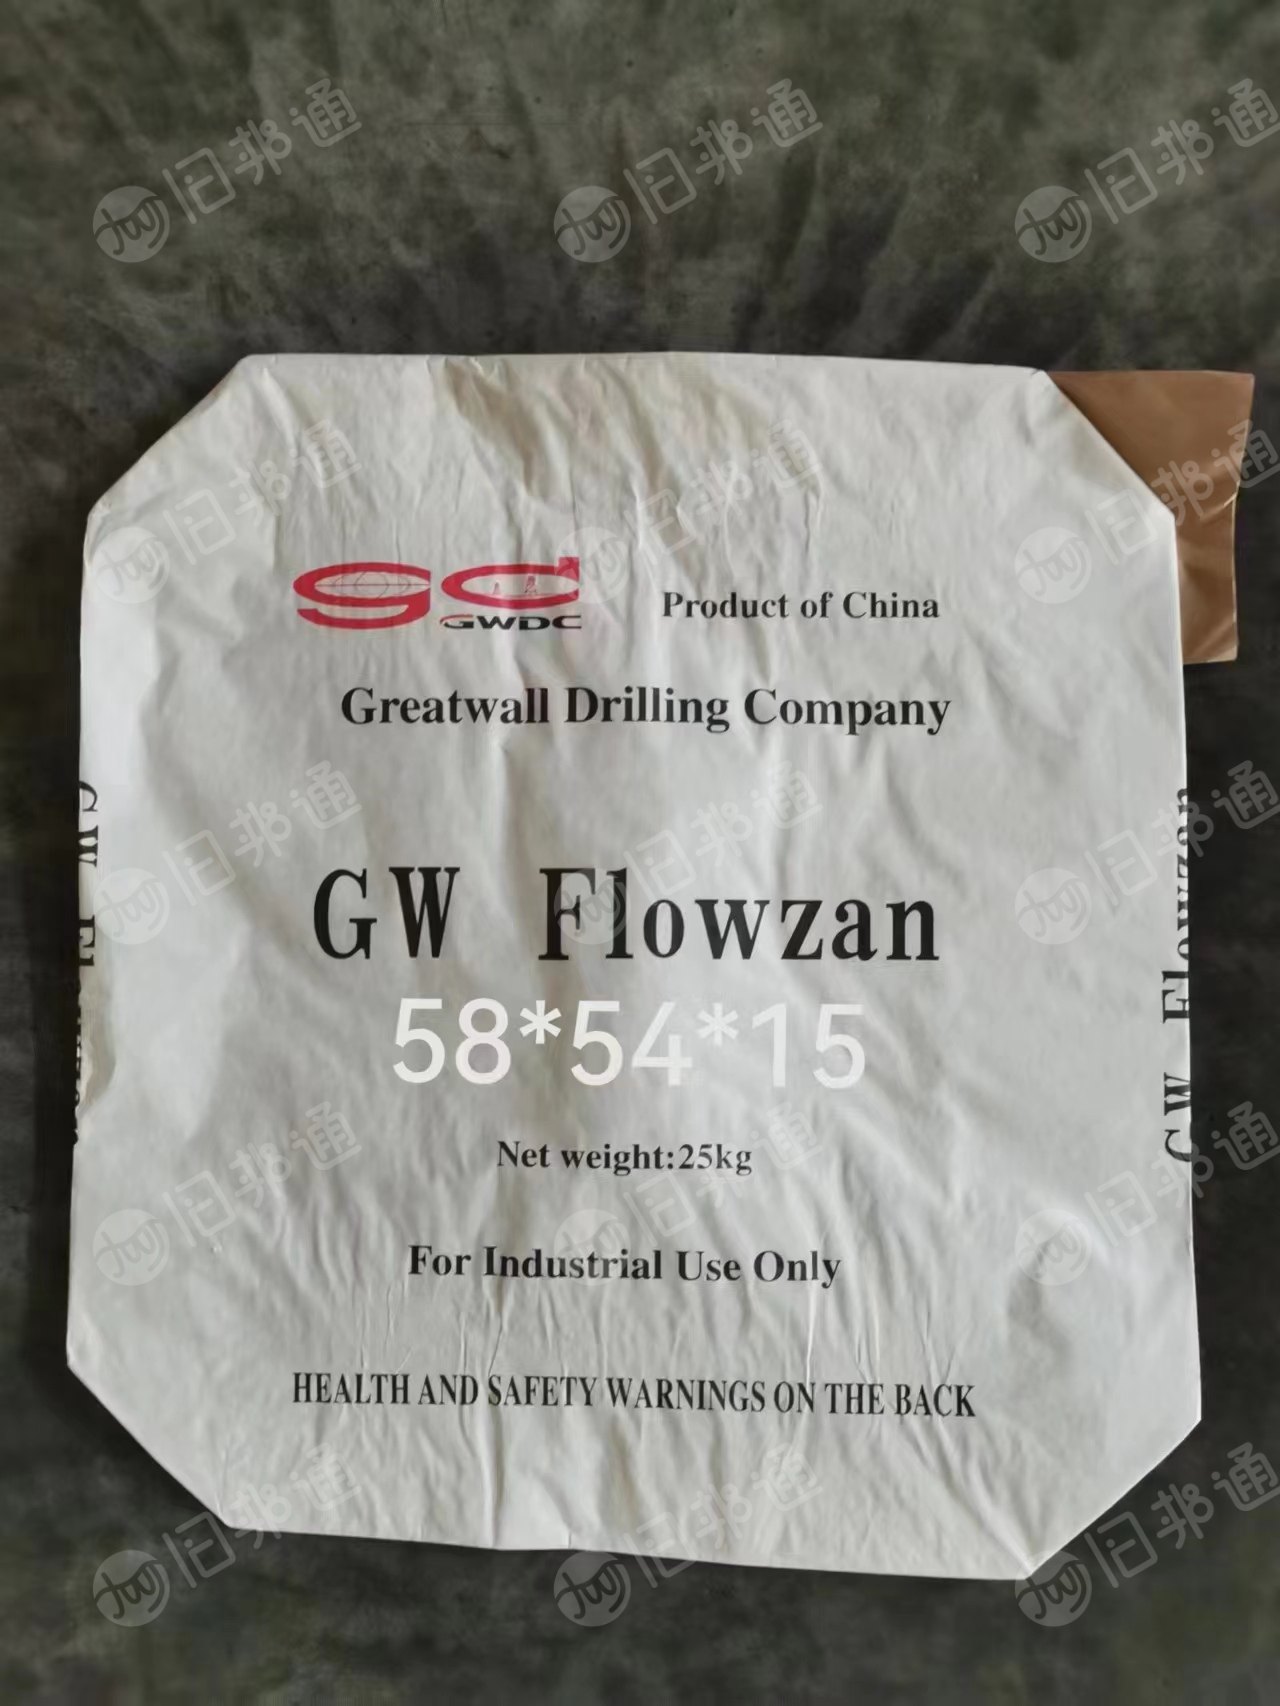 GWDC
Product of China
Greatwall Drilling Company
GW Flowzan
58*54*15
Net weight:25kg
For Industrial Use Only
HEALTH AND SAFETY WARNINGS ON THE BACK
GW Flowzan
旧邦通